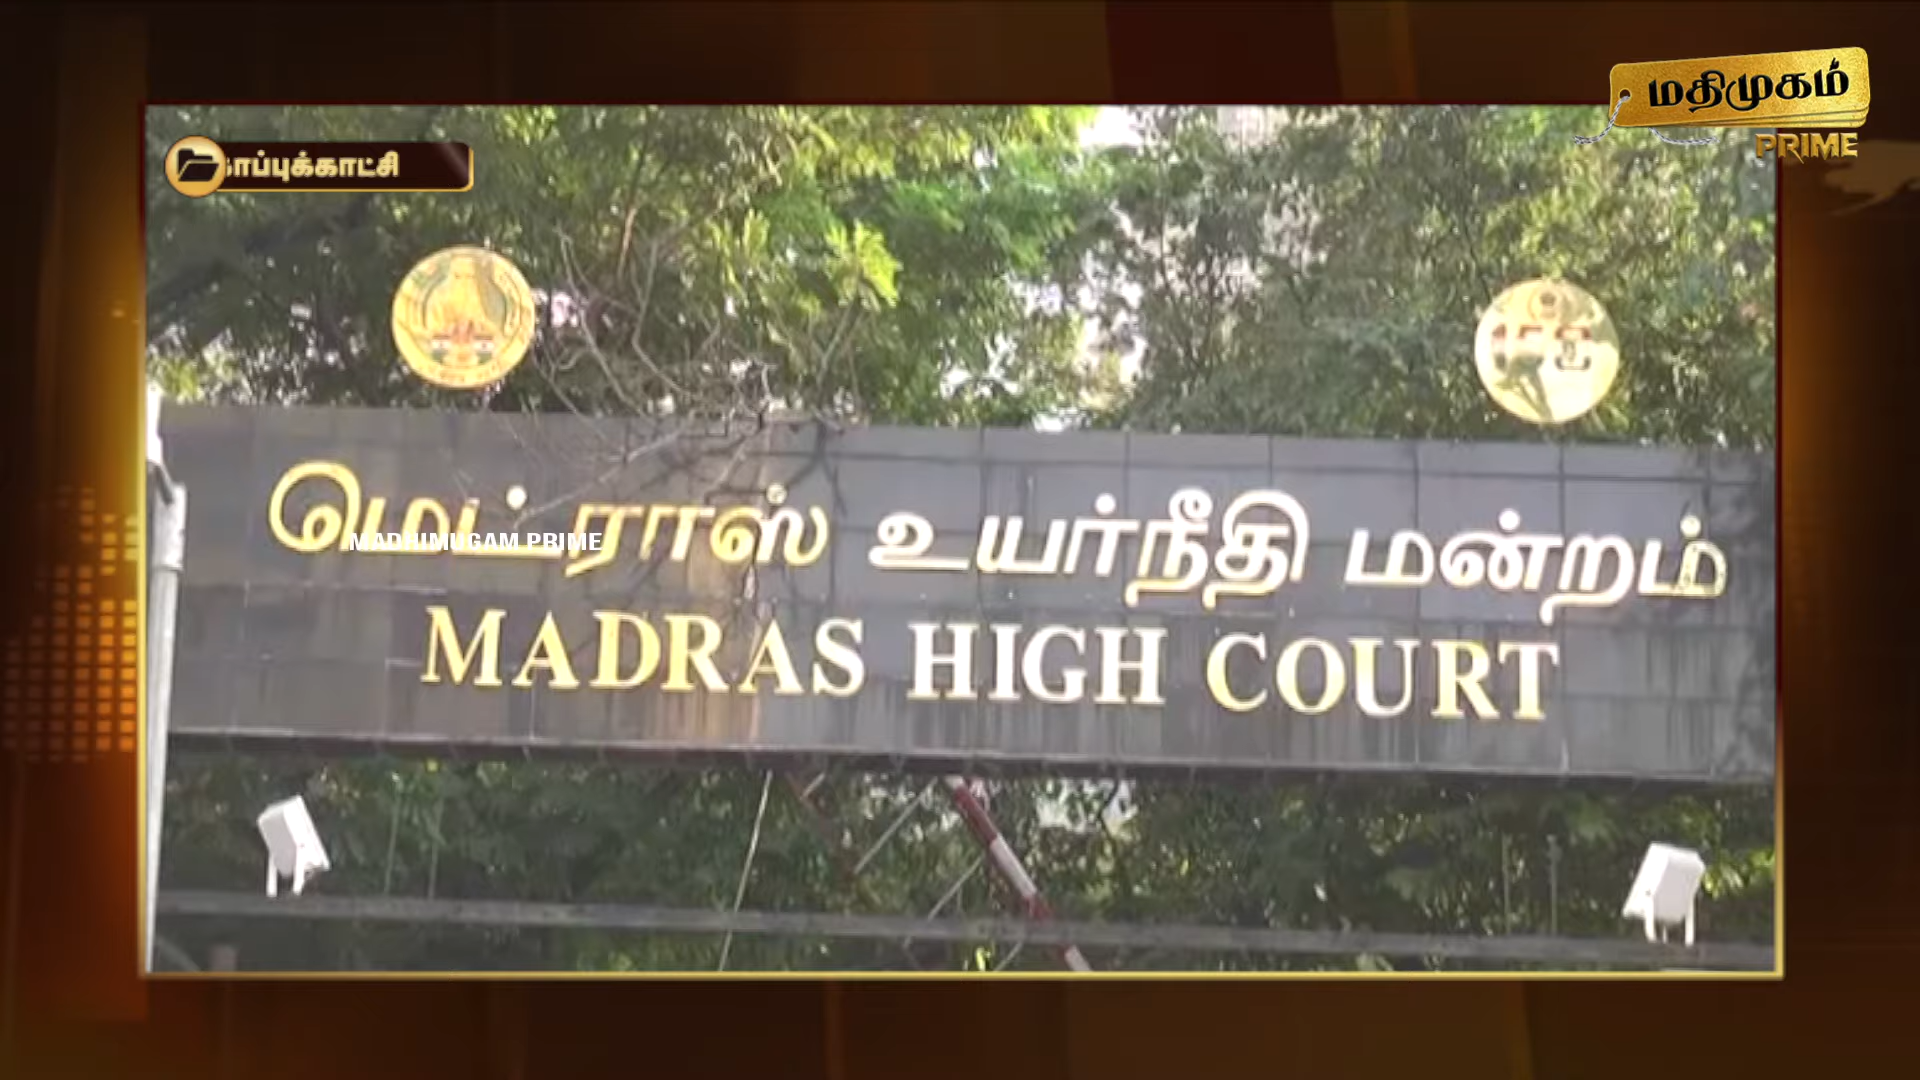 மதிமுகம்
PRIME
காப்புக்காட்சி
மெட்ராஸ் உயர்நீதி மன்றம்
MADHIMUGAM PRIME
MADRAS HIGH COURT